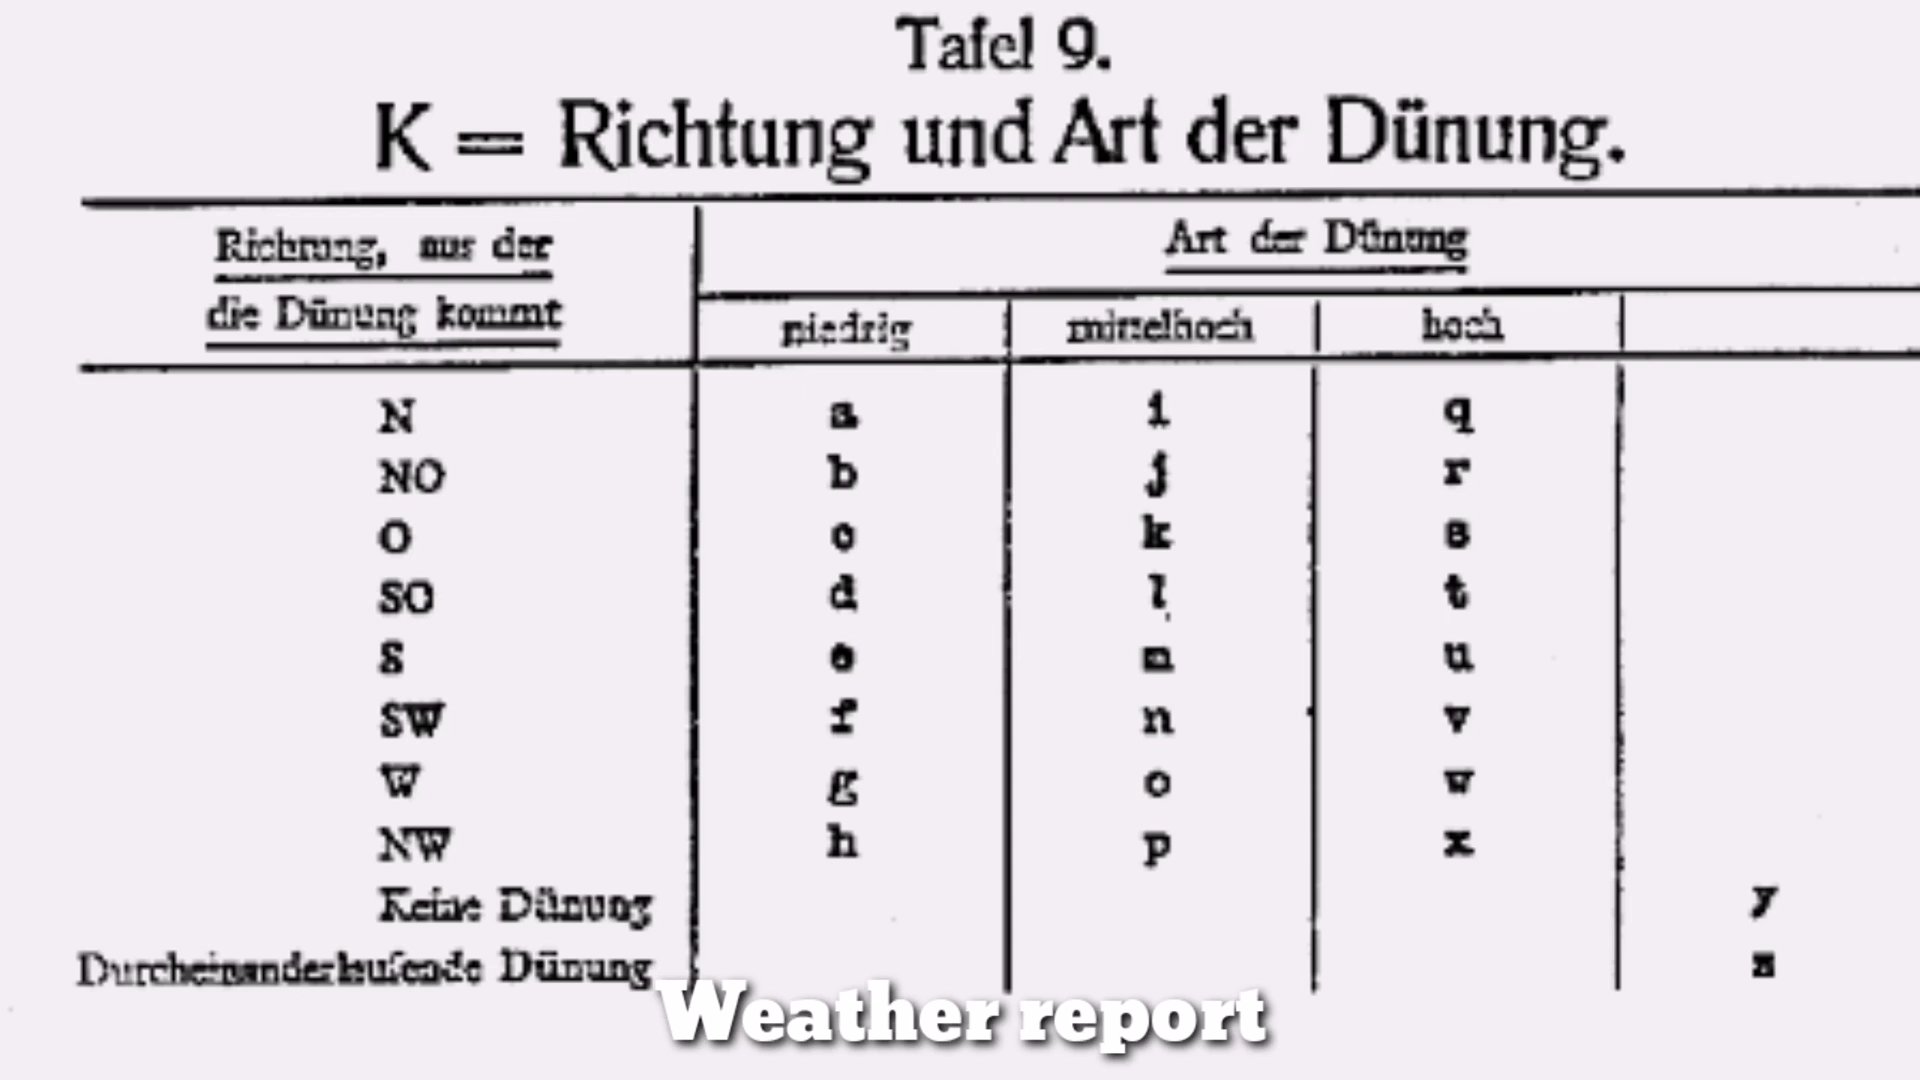 Tafel 9.
K = Richtung und Art der Dünung.
Richtung, aus der
die Dünung kommt
Art der Dünung
niedrig mittelhoch hoch
N a i q
NO b j r
O c k s
SO d l t
S e m u
SW f n v
W g o w
NW h p x
Keine Dünung y
Durcheinanderlaufende Dünung z
Weather report